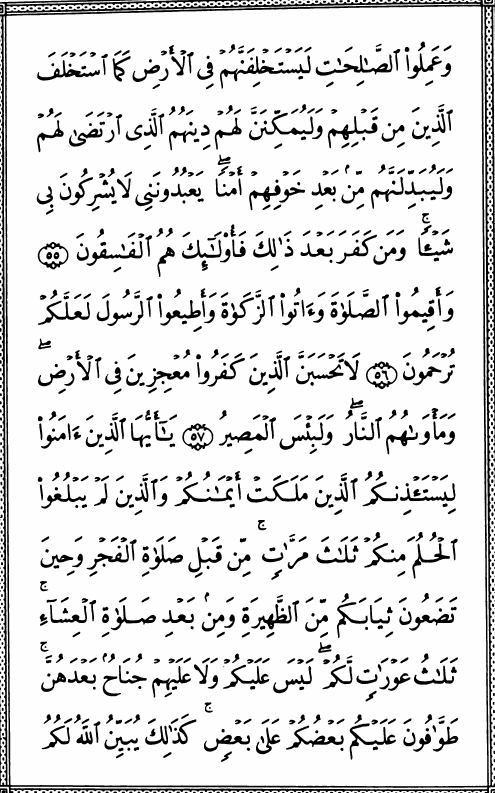 وَعَمِلُوا۟ ٱلصَّـٰلِحَـٰتِ لَيَسْتَخْلِفَنَّهُمْ فِى ٱلْأَرْضِ كَمَا ٱسْتَخْلَفَ
ٱلَّذِينَ مِن قَبْلِهِمْ وَلَيُمَكِّنَنَّ لَهُمْ دِينَهُمُ ٱلَّذِى ٱرْتَضَىٰ لَهُمْ
وَلَيُبَدِّلَنَّهُم مِّنۢ بَعْدِ خَوْفِهِمْ أَمْنًا ۖ يَعْبُدُونَنِى لَا يُشْرِكُونَ بِى
شَيْـًٔا ۚ وَمَن كَفَرَ بَعْدَ ذَٰلِكَ فَأُو۟لَـٰٓئِكَ هُمُ ٱلْفَـٰسِقُونَ ٥٥
وَأَقِيمُوا۟ ٱلصَّلَوٰةَ وَءَاتُوا۟ ٱلزَّكَوٰةَ وَأَطِيعُوا۟ ٱلرَّسُولَ لَعَلَّكُمْ
تُرْحَمُونَ ٥٦ لَا تَحْسَبَنَّ ٱلَّذِينَ كَفَرُوا۟ مُعْجِزِينَ فِى ٱلْأَرْضِ ۖ
وَمَأْوَىٰهُمُ ٱلنَّارُ ۖ وَلَبِئْسَ ٱلْمَصِيرُ ٥٧ يَـٰٓأَيُّهَا ٱلَّذِينَ ءَامَنُوا۟
لِيَسْتَـْٔذِنكُمُ ٱلَّذِينَ مَلَكَتْ أَيْمَـٰنُكُمْ وَٱلَّذِينَ لَمْ يَبْلُغُوا۟
ٱلْحُلُمَ مِنكُمْ ثَلَـٰثَ مَرَّٰتٍ ۚ مِّن قَبْلِ صَلَوٰةِ ٱلْفَجْرِ وَحِينَ
تَضَعُونَ ثِيَابَكُم مِّنَ ٱلظَّهِيرَةِ وَمِنۢ بَعْدِ صَلَوٰةِ ٱلْعِشَآءِ ۚ
ثَلَـٰثُ عَوْرَٰتٍ لَّكُمْ ۖ لَيْسَ عَلَيْكُمْ وَلَا عَلَيْهِمْ جُنَاحٌۢ بَعْدَهُنَّ ۚ
طَوَّٰفُونَ عَلَيْكُم بَعْضُكُمْ عَلَىٰ بَعْضٍ ۚ كَذَٰلِكَ يُبَيِّنُ ٱللَّهُ لَكُمُ